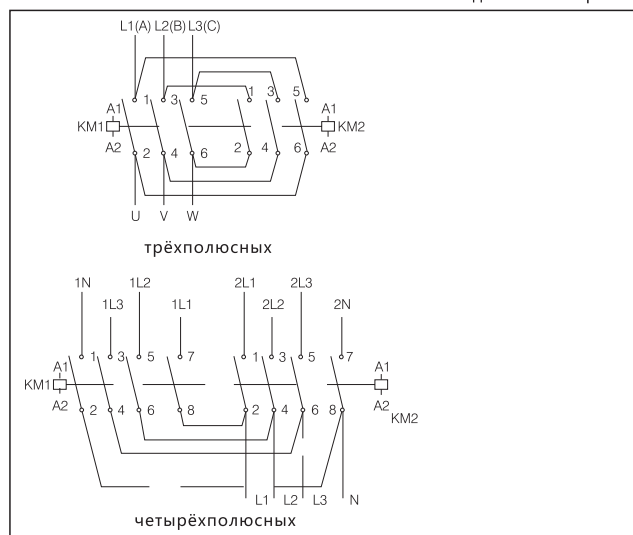 L1(A) L2(B) L3(C)
1 3 5 1 3 5
A1 A1
KM1 KM2
A2 A2
2 4 6 2 4 6
U V W
трёхполюсных
1N 1L2 2L1 2L3
1L3 1L1 2L2 2N
1 3 5 7 1 3 5 7
A1 A1
KM1
A2 A2
2 4 6 8 2 4 6 8
KM2
L1 L2 L3 N
четырёхполюсных